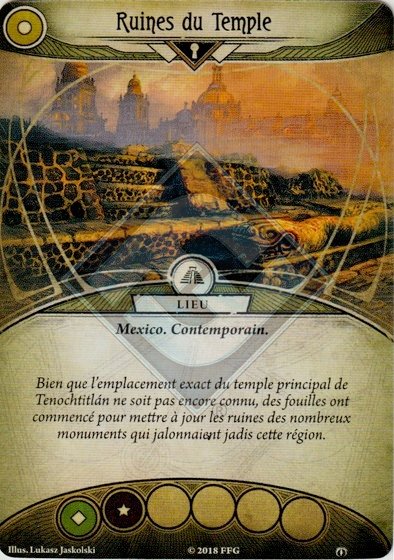 Ruines du Temple
LIEU
Mexico. Contemporain.
Bien que l'emplacement exact du temple principal de
Tenochtitlán ne soit pas encore connu, des fouilles ont
commencé pour mettre à jour les ruines des nombreux
monuments qui jalonnaient jadis cette région.
Illus. Lukasz Jaskolski
© 2018 FFG